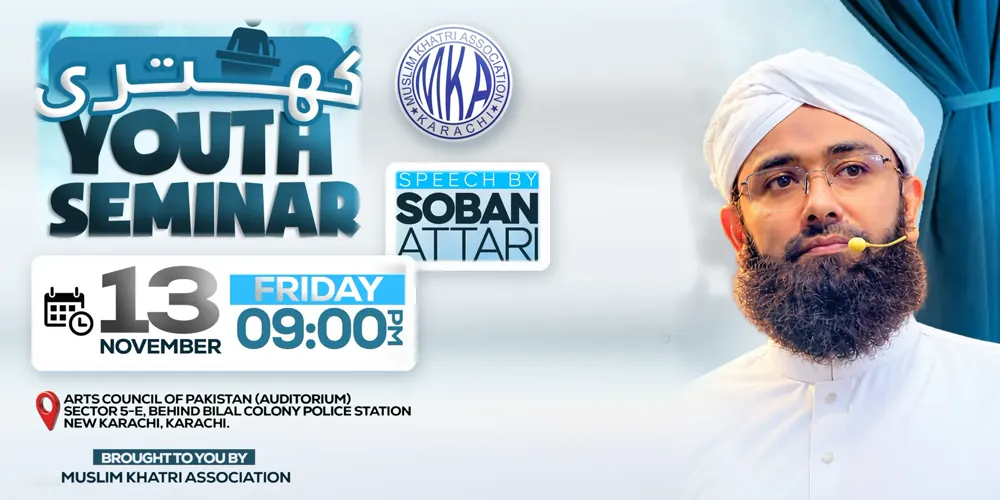 کھتری
YOUTH
SEMINAR
MUSLIM KHATRI ASSOCIATION
MKA
★ KARACHI ★
SPEECH BY
SOBAN
ATTARI
13
NOVEMBER
FRIDAY
09:00 PM
ARTS COUNCIL OF PAKISTAN (AUDITORIUM)
SECTOR 5-E, BEHIND BILAL COLONY POLICE STATION
NEW KARACHI, KARACHI.
BROUGHT TO YOU BY
MUSLIM KHATRI ASSOCIATION